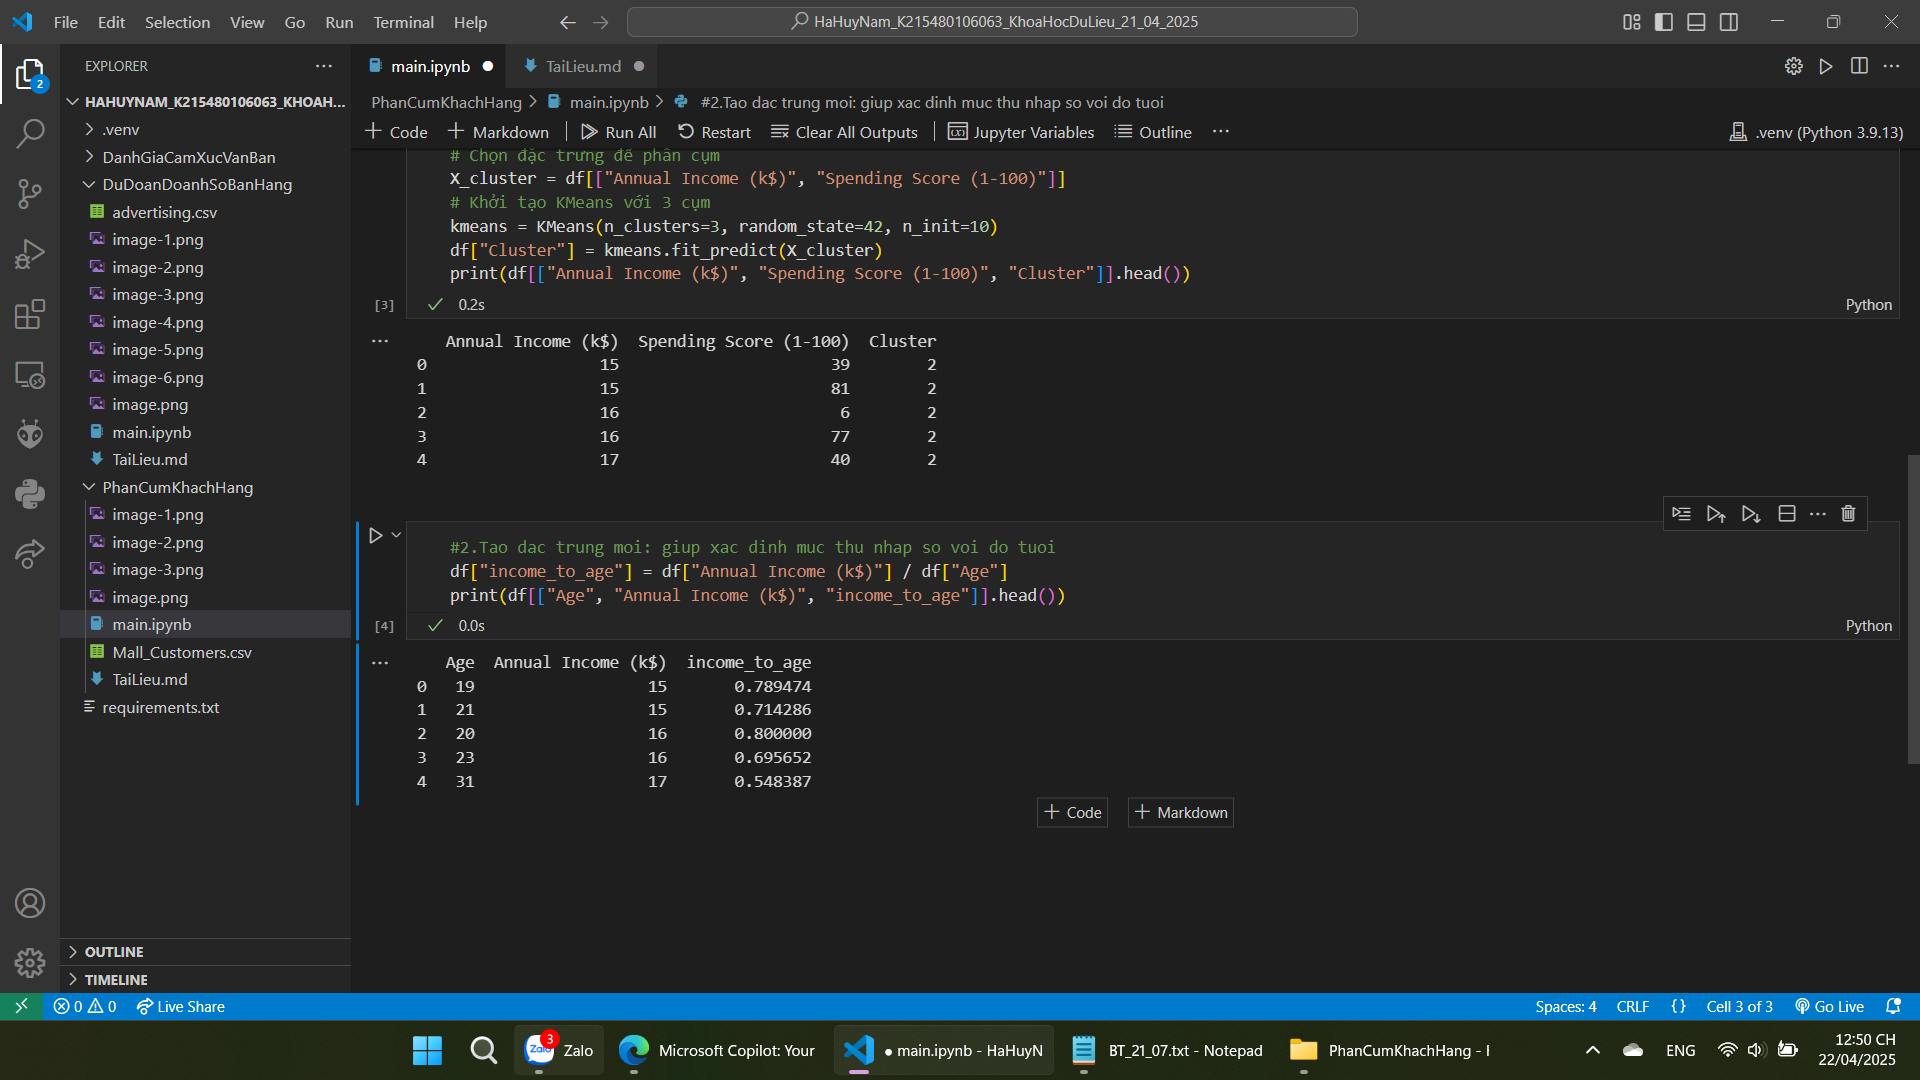 File Edit Selection View Go Run Terminal Help
HaHuyNam_K215480106063_KhoaHocDuLieu_21_04_2025
EXPLORER
HAHUYNAM_K215480106063_KHOAH...
.venv
DanhGiaCamXucVanBan
DuDoanDoanhSoBanHang
advertising.csv
image-1.png
image-2.png
image-3.png
image-4.png
image-5.png
image-6.png
image.png
main.ipynb
TaiLieu.md
PhanCumKhachHang
image-1.png
image-2.png
image-3.png
image.png
main.ipynb
Mall_Customers.csv
TaiLieu.md
requirements.txt
OUTLINE
TIMELINE
2
main.ipynb
TaiLieu.md
PhanCumKhachHang > main.ipynb > #2.Tao dac trung moi: giup xac dinh muc thu nhap so voi do tuoi
+ Code + Markdown Run All Restart Clear All Outputs Jupyter Variables Outline ...
.venv (Python 3.9.13)
# Chọn đặc trưng để phân cụm
X_cluster = df[["Annual Income (k$)", "Spending Score (1-100)"]]
# Khởi tạo KMeans với 3 cụm
kmeans = KMeans(n_clusters=3, random_state=42, n_init=10)
df["Cluster"] = kmeans.fit_predict(X_cluster)
print(df[["Annual Income (k$)", "Spending Score (1-100)", "Cluster"]].head())
[3] 0.2s Python
Annual Income (k$) Spending Score (1-100) Cluster
0 15 39 2
1 15 81 2
2 16 6 2
3 16 77 2
4 17 40 2
#2.Tao dac trung moi: giup xac dinh muc thu nhap so voi do tuoi
df["income_to_age"] = df["Annual Income (k$)"] / df["Age"]
print(df[["Age", "Annual Income (k$)", "income_to_age"]].head())
[4] 0.0s Python
Age Annual Income (k$) income_to_age
0 19 15 0.789474
1 21 15 0.714286
2 20 16 0.800000
3 23 16 0.695652
4 31 17 0.548387
+ Code + Markdown
0 0 Live Share
Spaces: 4 CRLF {} Cell 3 of 3 Go Live
3 Zalo Zalo
Microsoft Copilot: Your
● main.ipynb - HaHuyN
BT_21_07.txt - Notepad
PhanCumKhachHang - F
ENG
12:50 CH
22/04/2025